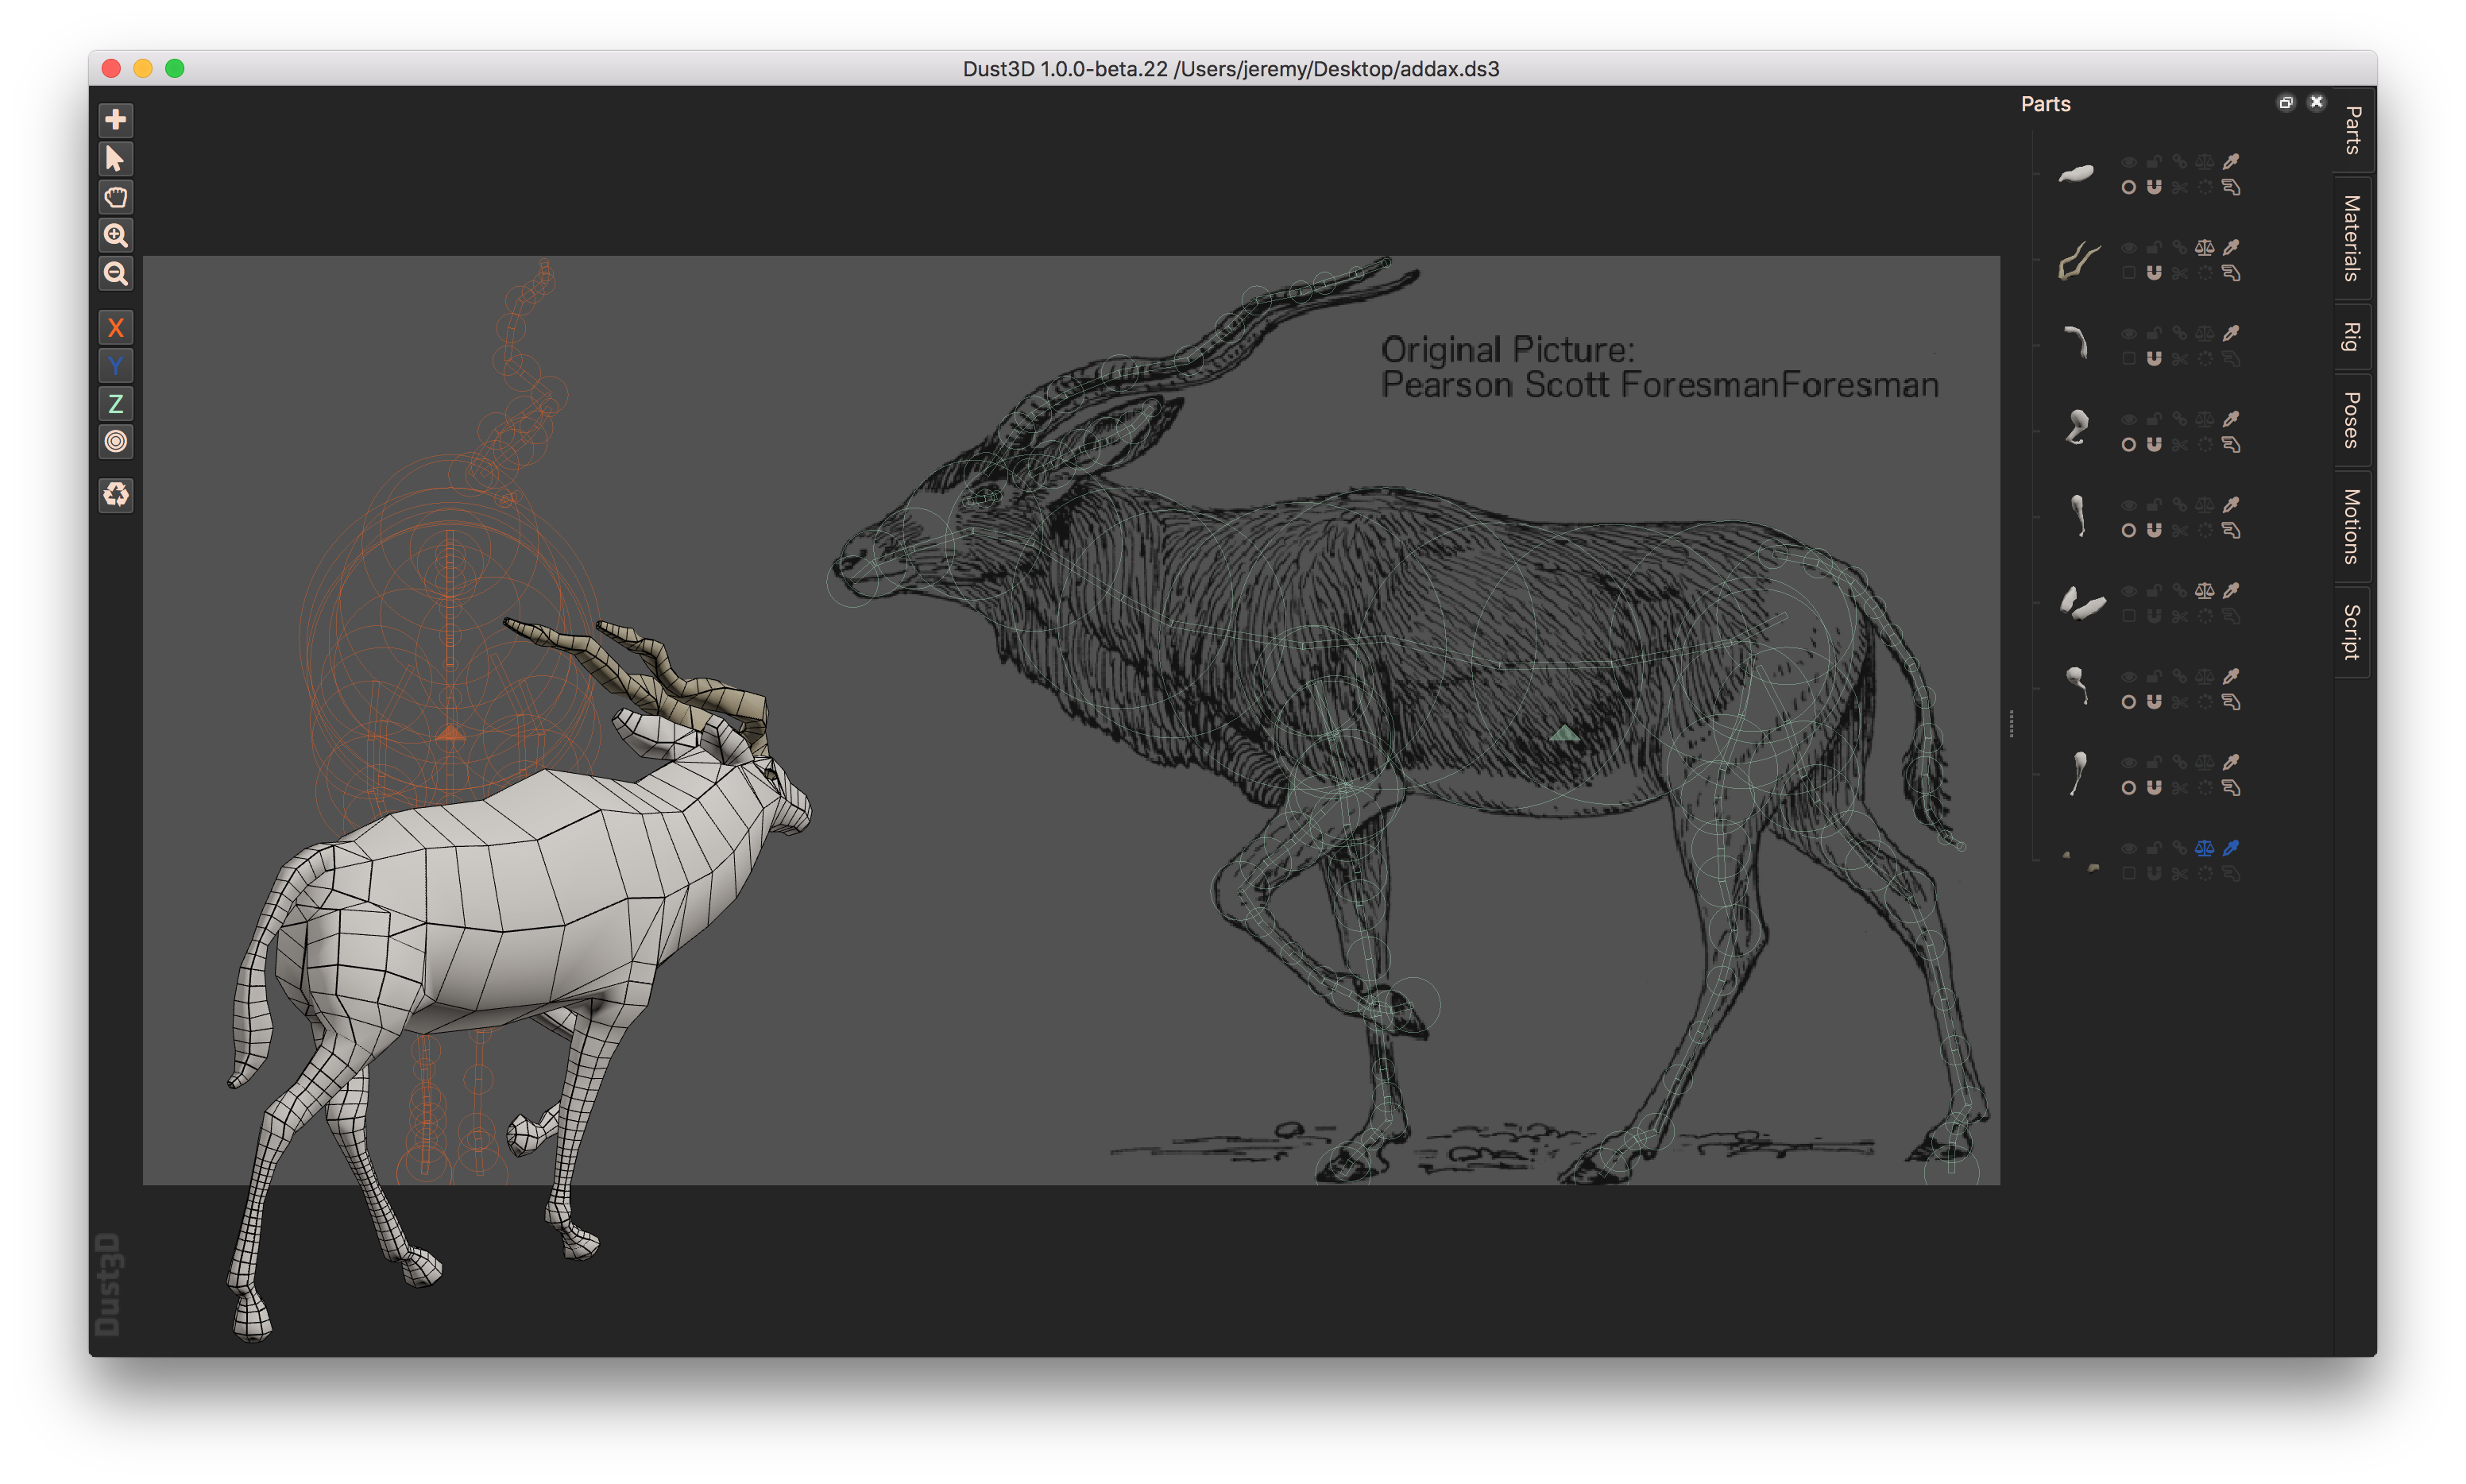 Dust3D 1.0.0-beta.22 /Users/jeremy/Desktop/addax.ds3
Parts
X
Y
Z
Original Picture:
Pearson Scott ForesmanForesman
Parts
Materials
Rig
Poses
Motions
Script
Dust3D